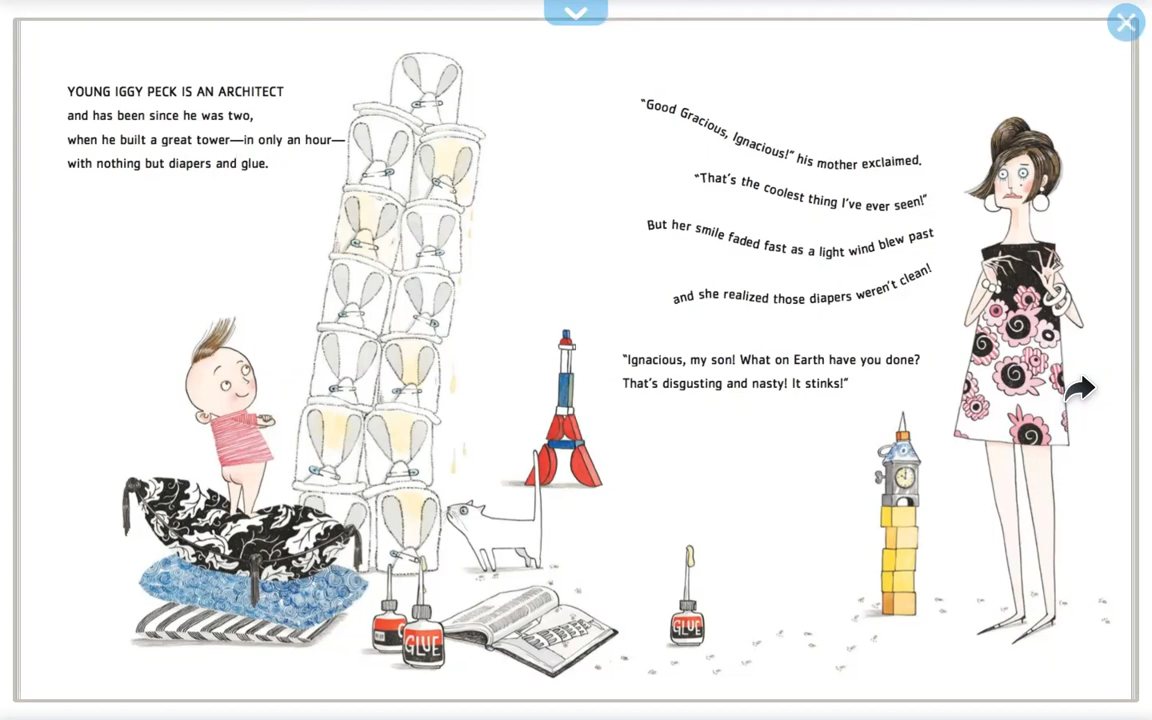 YOUNG IGGY PECK IS AN ARCHITECT
and has been since he was two,
when he built a great tower—in only an hour—
with nothing but diapers and glue.
"Good Gracious, Ignacious!" his mother exclaimed.
"That's the coolest thing I've ever seen!"
But her smile faded fast as a light wind blew past
and she realized those diapers weren't clean!
"Ignacious, my son! What on Earth have you done?
That's disgusting and nasty! It stinks!"
GLUE
GLUE